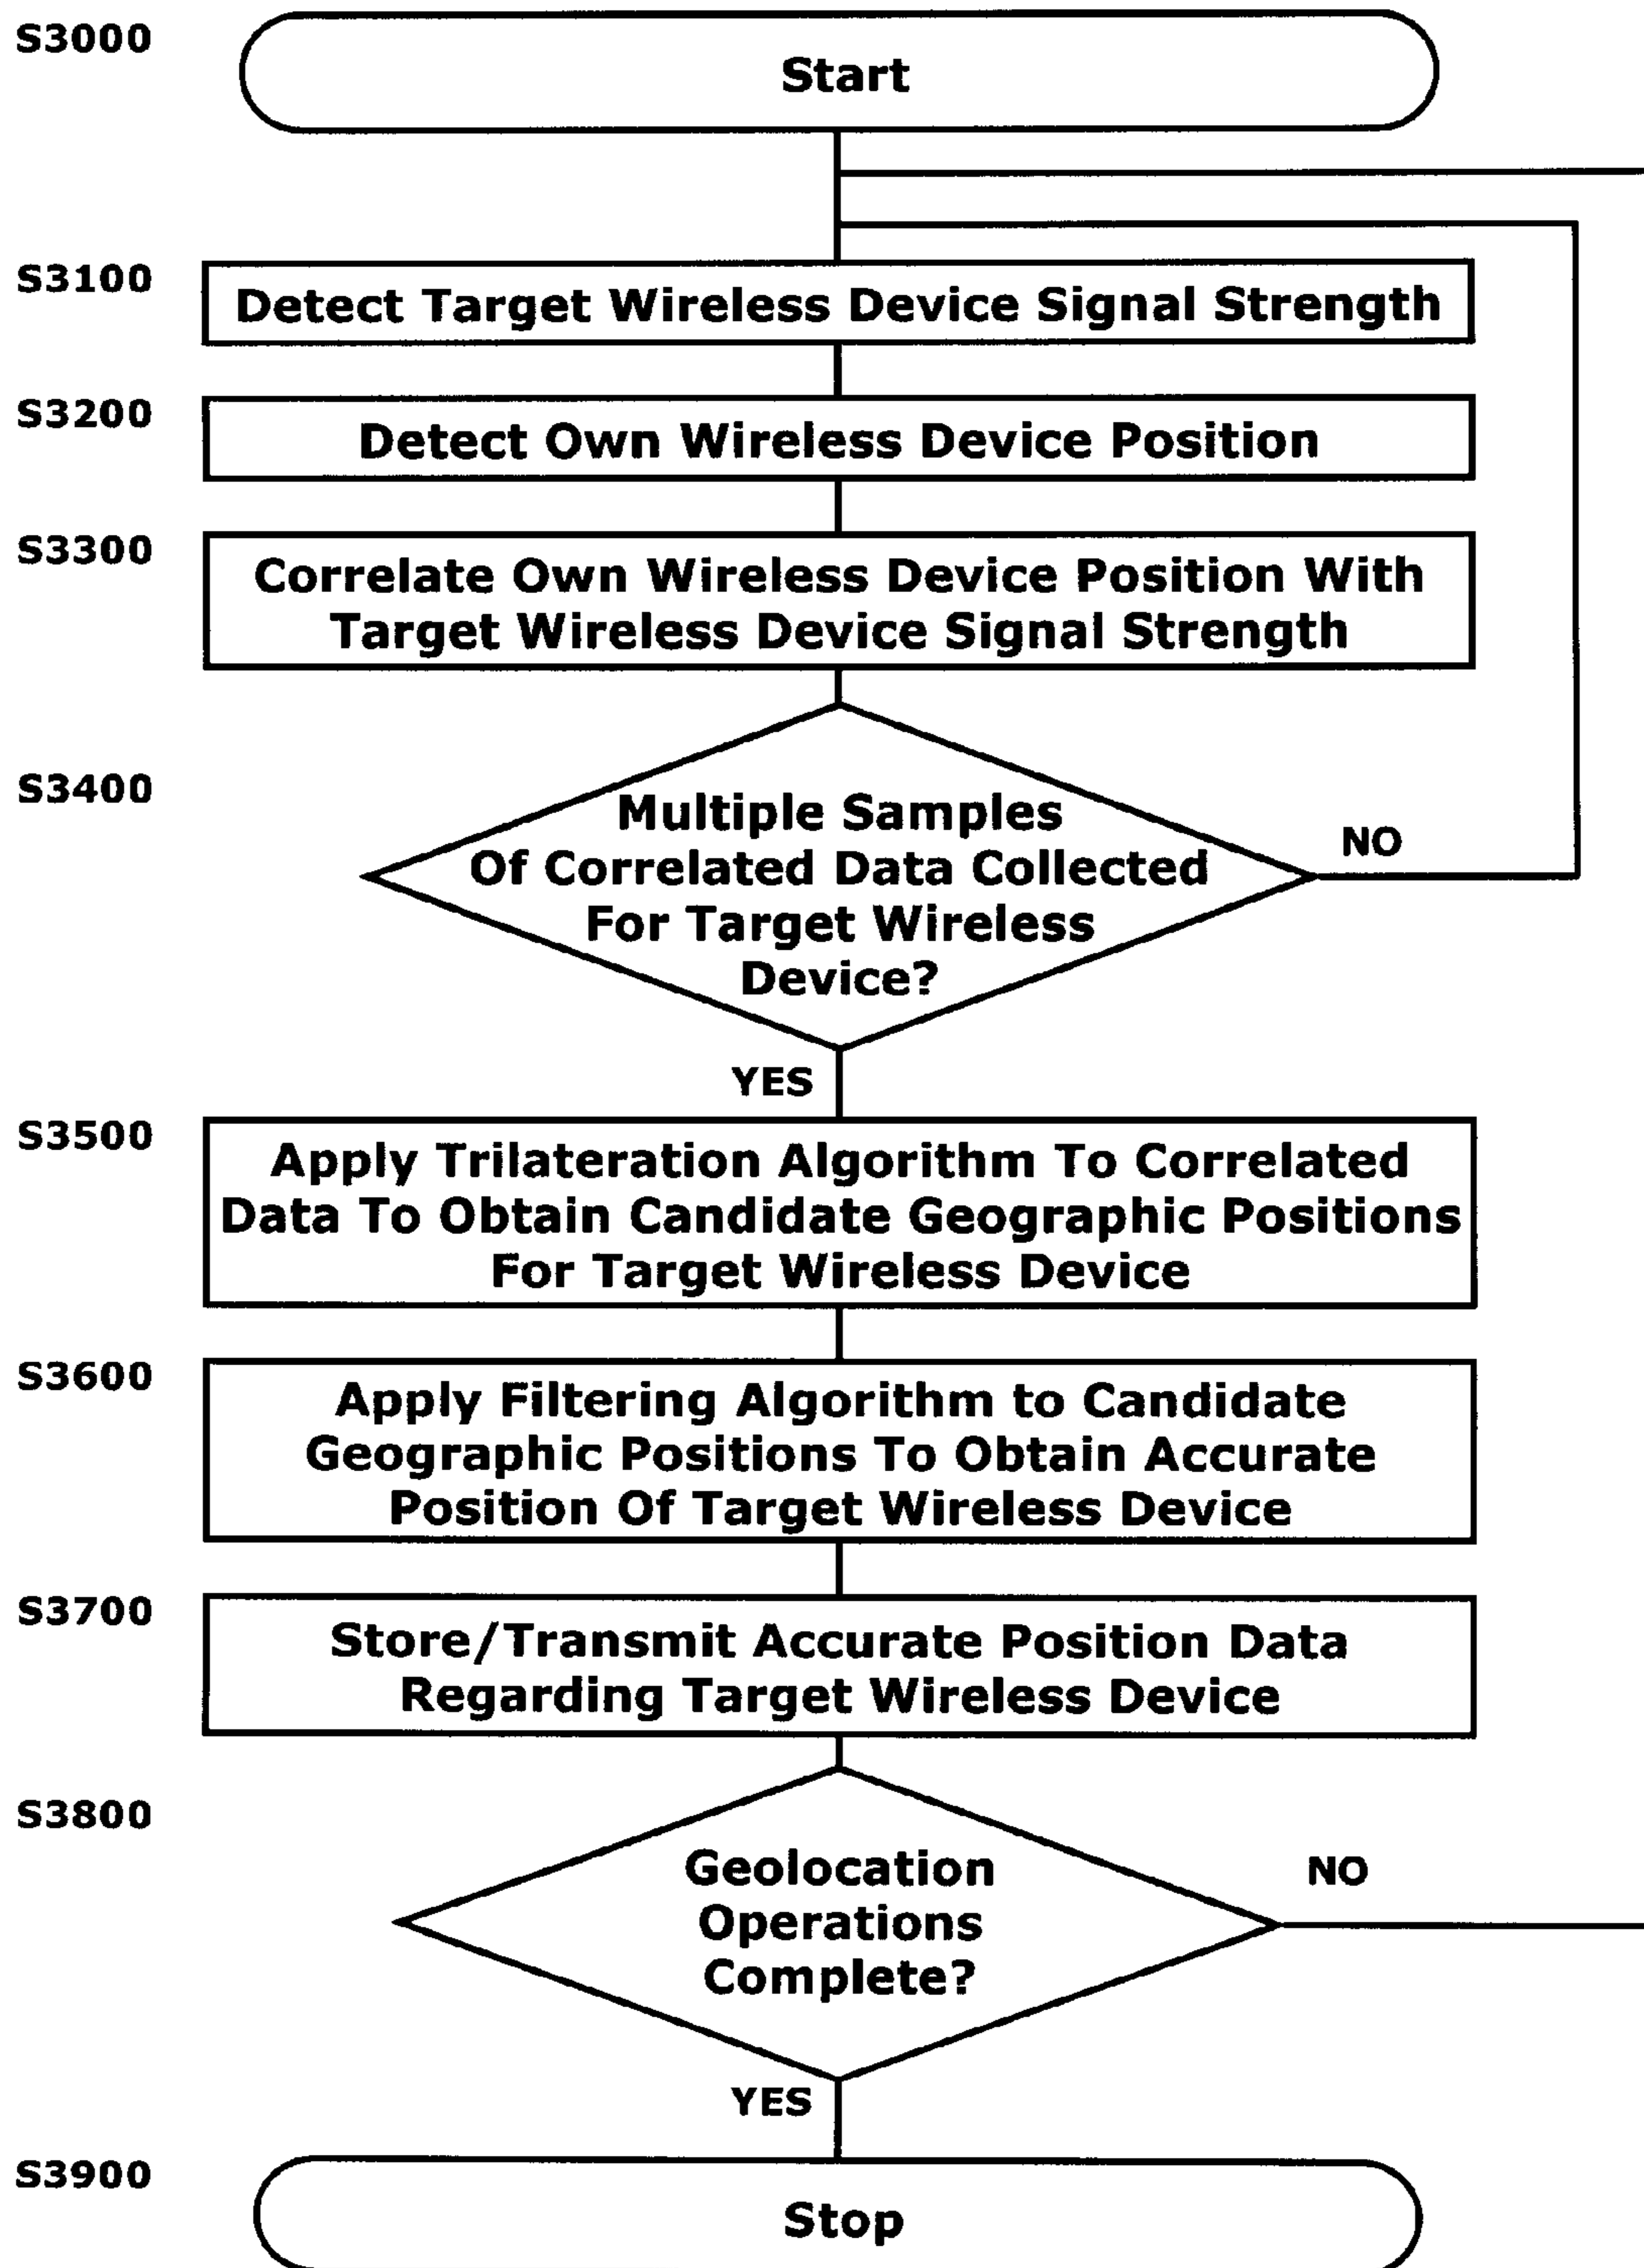 S3000
Start
S3100
Detect Target Wireless Device Signal Strength
S3200
Detect Own Wireless Device Position
S3300
Correlate Own Wireless Device Position With
Target Wireless Device Signal Strength
S3400
Multiple Samples
Of Correlated Data Collected
For Target Wireless
Device?
NO
YES
S3500
Apply Trilateration Algorithm To Correlated
Data To Obtain Candidate Geographic Positions
For Target Wireless Device
S3600
Apply Filtering Algorithm to Candidate
Geographic Positions To Obtain Accurate
Position Of Target Wireless Device
S3700
Store/Transmit Accurate Position Data
Regarding Target Wireless Device
S3800
Geolocation
Operations
Complete?
NO
YES
S3900
Stop